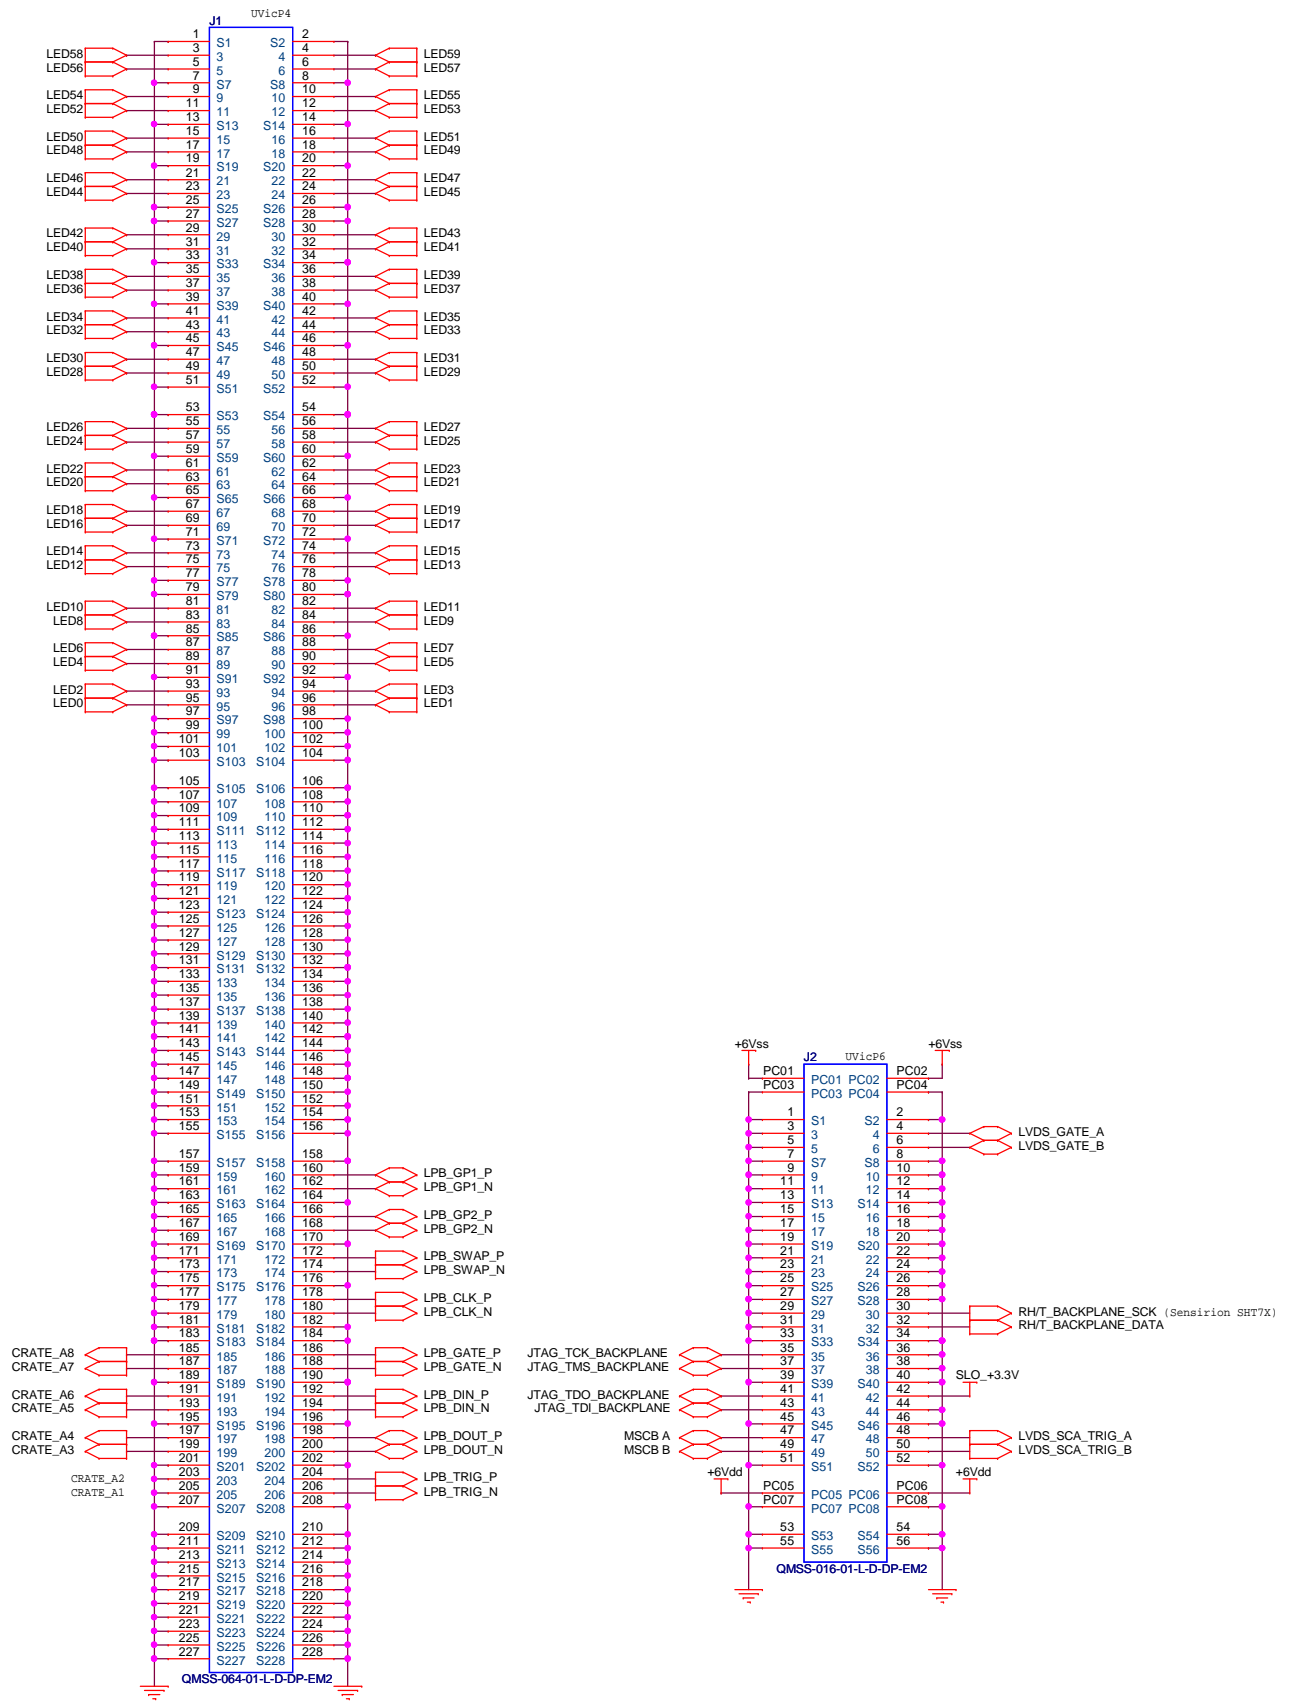 J1 UVicP4
1 S1 S2 2
LED58 3 3 4 4 LED59
LED56 5 5 6 6 LED57
7 S7 S8 8
LED54 9 9 10 10 LED55
LED52 11 11 12 12 LED53
13 S13 S14 14
LED50 15 15 16 16 LED51
LED48 17 17 18 18 LED49
19 S19 S20 20
LED46 21 21 22 22 LED47
LED44 23 23 24 24 LED45
25 S25 S26 26
27 S27 S28 28
LED42 29 29 30 30 LED43
LED40 31 31 32 32 LED41
33 S33 S34 34
LED38 35 35 36 36 LED39
LED36 37 37 38 38 LED37
39 S39 S40 40
LED34 41 41 42 42 LED35
LED32 43 43 44 44 LED33
45 S45 S46 46
LED30 47 47 48 48 LED31
LED28 49 49 50 50 LED29
51 S51 S52 52
53 S53 S54 54
LED26 55 55 56 56 LED27
LED24 57 57 58 58 LED25
59 S59 S60 60
LED22 61 61 62 62 LED23
LED20 63 63 64 64 LED21
65 S65 S66 66
LED18 67 67 68 68 LED19
LED16 69 69 70 70 LED17
71 S71 S72 72
LED14 73 73 74 74 LED15
LED12 75 75 76 76 LED13
77 S77 S78 78
79 S79 S80 80
LED10 81 81 82 82 LED11
LED8 83 83 84 84 LED9
85 S85 S86 86
LED6 87 87 88 88 LED7
LED4 89 89 90 90 LED5
91 S91 S92 92
LED2 93 93 94 94 LED3
LED0 95 95 96 96 LED1
97 S97 S98 98
99 99 100 100
101 101 102 102
103 S103 S104 104
105 S105 S106 106
107 107 108 108
109 109 110 110
111 S111 S112 112
113 113 114 114
115 115 116 116
117 S117 S118 118
119 119 120 120
121 121 122 122
123 S123 S124 124
125 125 126 126
127 127 128 128
129 S129 S130 130
131 S131 S132 132
133 133 134 134
135 135 136 136
137 S137 S138 138
139 139 140 140
141 141 142 142
143 S143 S144 144
145 145 146 146
147 147 148 148
149 S149 S150 150
151 151 152 152
153 153 154 154
155 S155 S156 156
157 S157 S158 158
159 159 160 160 LPB_GP1_P
161 161 162 162 LPB_GP1_N
163 S163 S164 164
165 165 166 166 LPB_GP2_P
167 167 168 168 LPB_GP2_N
169 S169 S170 170
171 171 172 172 LPB_SWAP_P
173 173 174 174 LPB_SWAP_N
175 S175 S176 176
177 177 178 178 LPB_CLK_P
179 179 180 180 LPB_CLK_N
181 S181 S182 182
183 S183 S184 184
CRATE_A8 185 185 186 186 LPB_GATE_P
CRATE_A7 187 187 188 188 LPB_GATE_N
189 S189 S190 190
CRATE_A6 191 191 192 192 LPB_DIN_P
CRATE_A5 193 193 194 194 LPB_DIN_N
195 S195 S196 196
CRATE_A4 197 197 198 198 LPB_DOUT_P
CRATE_A3 199 199 200 200 LPB_DOUT_N
201 S201 S202 202
CRATE_A2 203 203 204 204 LPB_TRIG_P
CRATE_A1 205 205 206 206 LPB_TRIG_N
207 S207 S208 208
209 S209 S210 210
211 S211 S212 212
213 S213 S214 214
215 S215 S216 216
217 S217 S218 218
219 S219 S220 220
221 S221 S222 222
223 S223 S224 224
225 S225 S226 226
227 S227 S228 228
QMSS-064-01-L-D-DP-EM2
+6Vss +6Vss
J2 UVicP6
PC01 PC01 PC02 PC02
PC03 PC03 PC04 PC04
1 S1 S2 2
3 3 4 4 LVDS_GATE_A
5 5 6 6 LVDS_GATE_B
7 S7 S8 8
9 9 10 10
11 11 12 12
13 S13 S14 14
15 15 16 16
17 17 18 18
19 S19 S20 20
21 21 22 22
23 23 24 24
25 S25 S26 26
27 S27 S28 28
29 29 30 30 RH/T_BACKPLANE_SCK (Sensirion SHT7X)
31 31 32 32 RH/T_BACKPLANE_DATA
33 S33 S34 34
JTAG_TCK_BACKPLANE 35 35 36 36
JTAG_TMS_BACKPLANE 37 37 38 38
39 S39 S40 40 SLO_+3.3V
JTAG_TDO_BACKPLANE 41 41 42 42
JTAG_TDI_BACKPLANE 43 43 44 44
45 S45 S46 46
MSCB A 47 47 48 48 LVDS_SCA_TRIG_A
MSCB B 49 49 50 50 LVDS_SCA_TRIG_B
51 S51 S52 52
+6Vdd +6Vdd
PC05 PC05 PC06 PC06
PC07 PC07 PC08 PC08
53 S53 S54 54
55 S55 S56 56
QMSS-016-01-L-D-DP-EM2